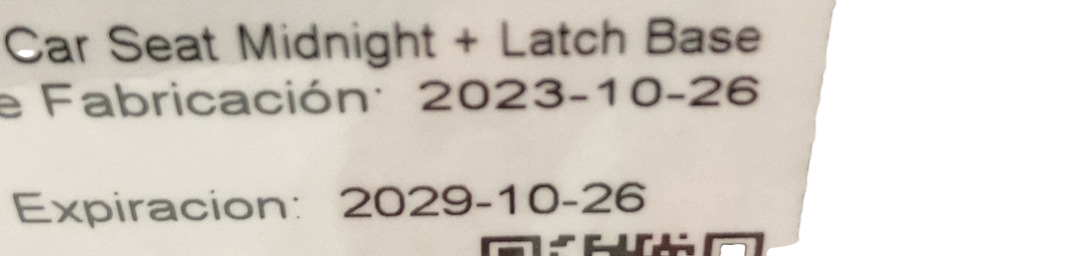 Car Seat Midnight + Latch Base
e Fabricación: 2023-10-26
Expiracion: 2029-10-26